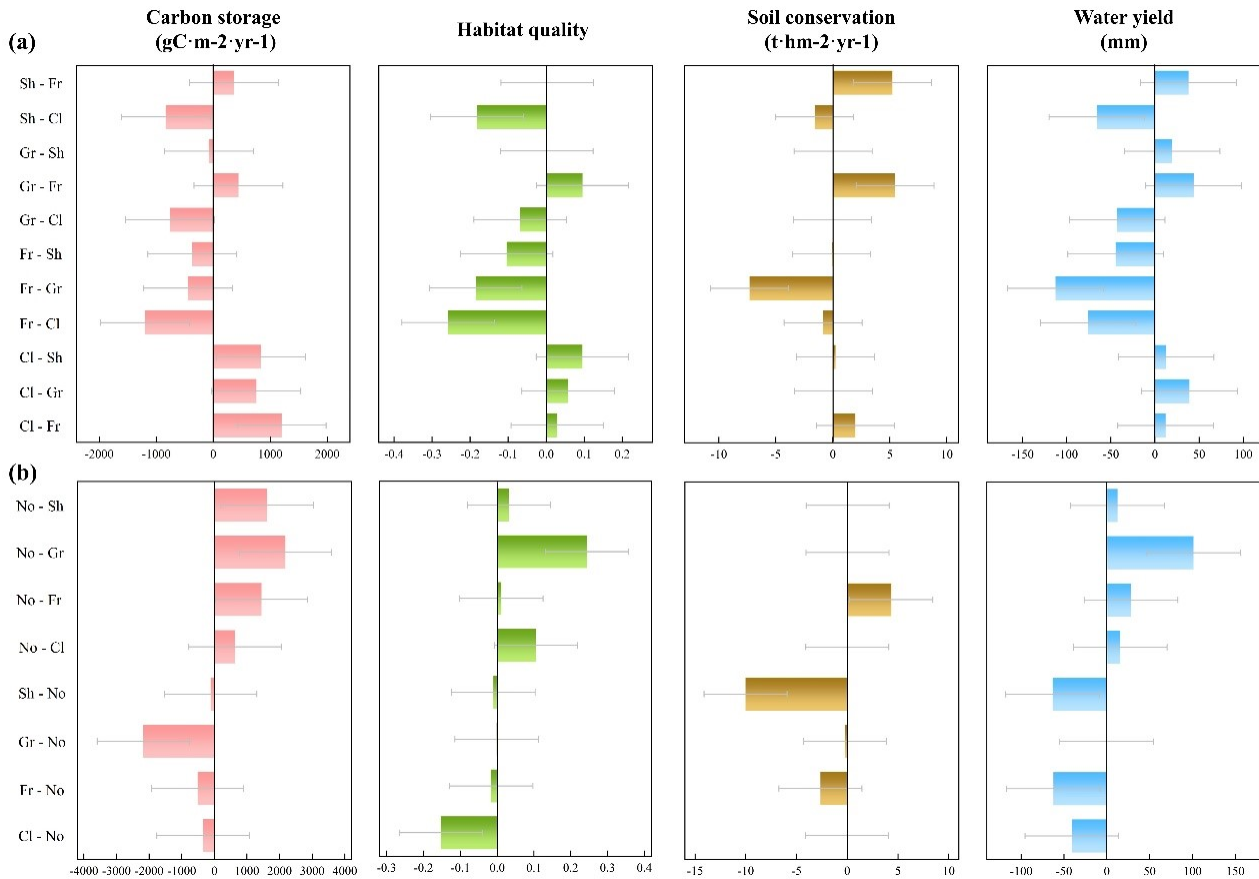 Carbon storage
(gC·m-2·yr-1)
Habitat quality
Soil conservation
(t·hm-2·yr-1)
Water yield
(mm)
(a)
Sh - Fr
Sh - Cl
Gr - Sh
Gr - Fr
Gr - Cl
Fr - Sh
Fr - Gr
Fr - Cl
Cl - Sh
Cl - Gr
Cl - Fr
-2000 -1000 0 1000 2000
-0.4 -0.3 -0.2 -0.1 0.0 0.1 0.2
-10 -5 0 5 10
-150 -100 -50 0 50 100
(b)
No - Sh
No - Gr
No - Fr
No - Cl
Sh - No
Gr - No
Fr - No
Cl - No
-4000 -3000 -2000 -1000 0 1000 2000 3000 4000
-0.3 -0.2 -0.1 0.0 0.1 0.2 0.3 0.4
-15 -10 -5 0 5 10
-100 -50 0 50 100 150